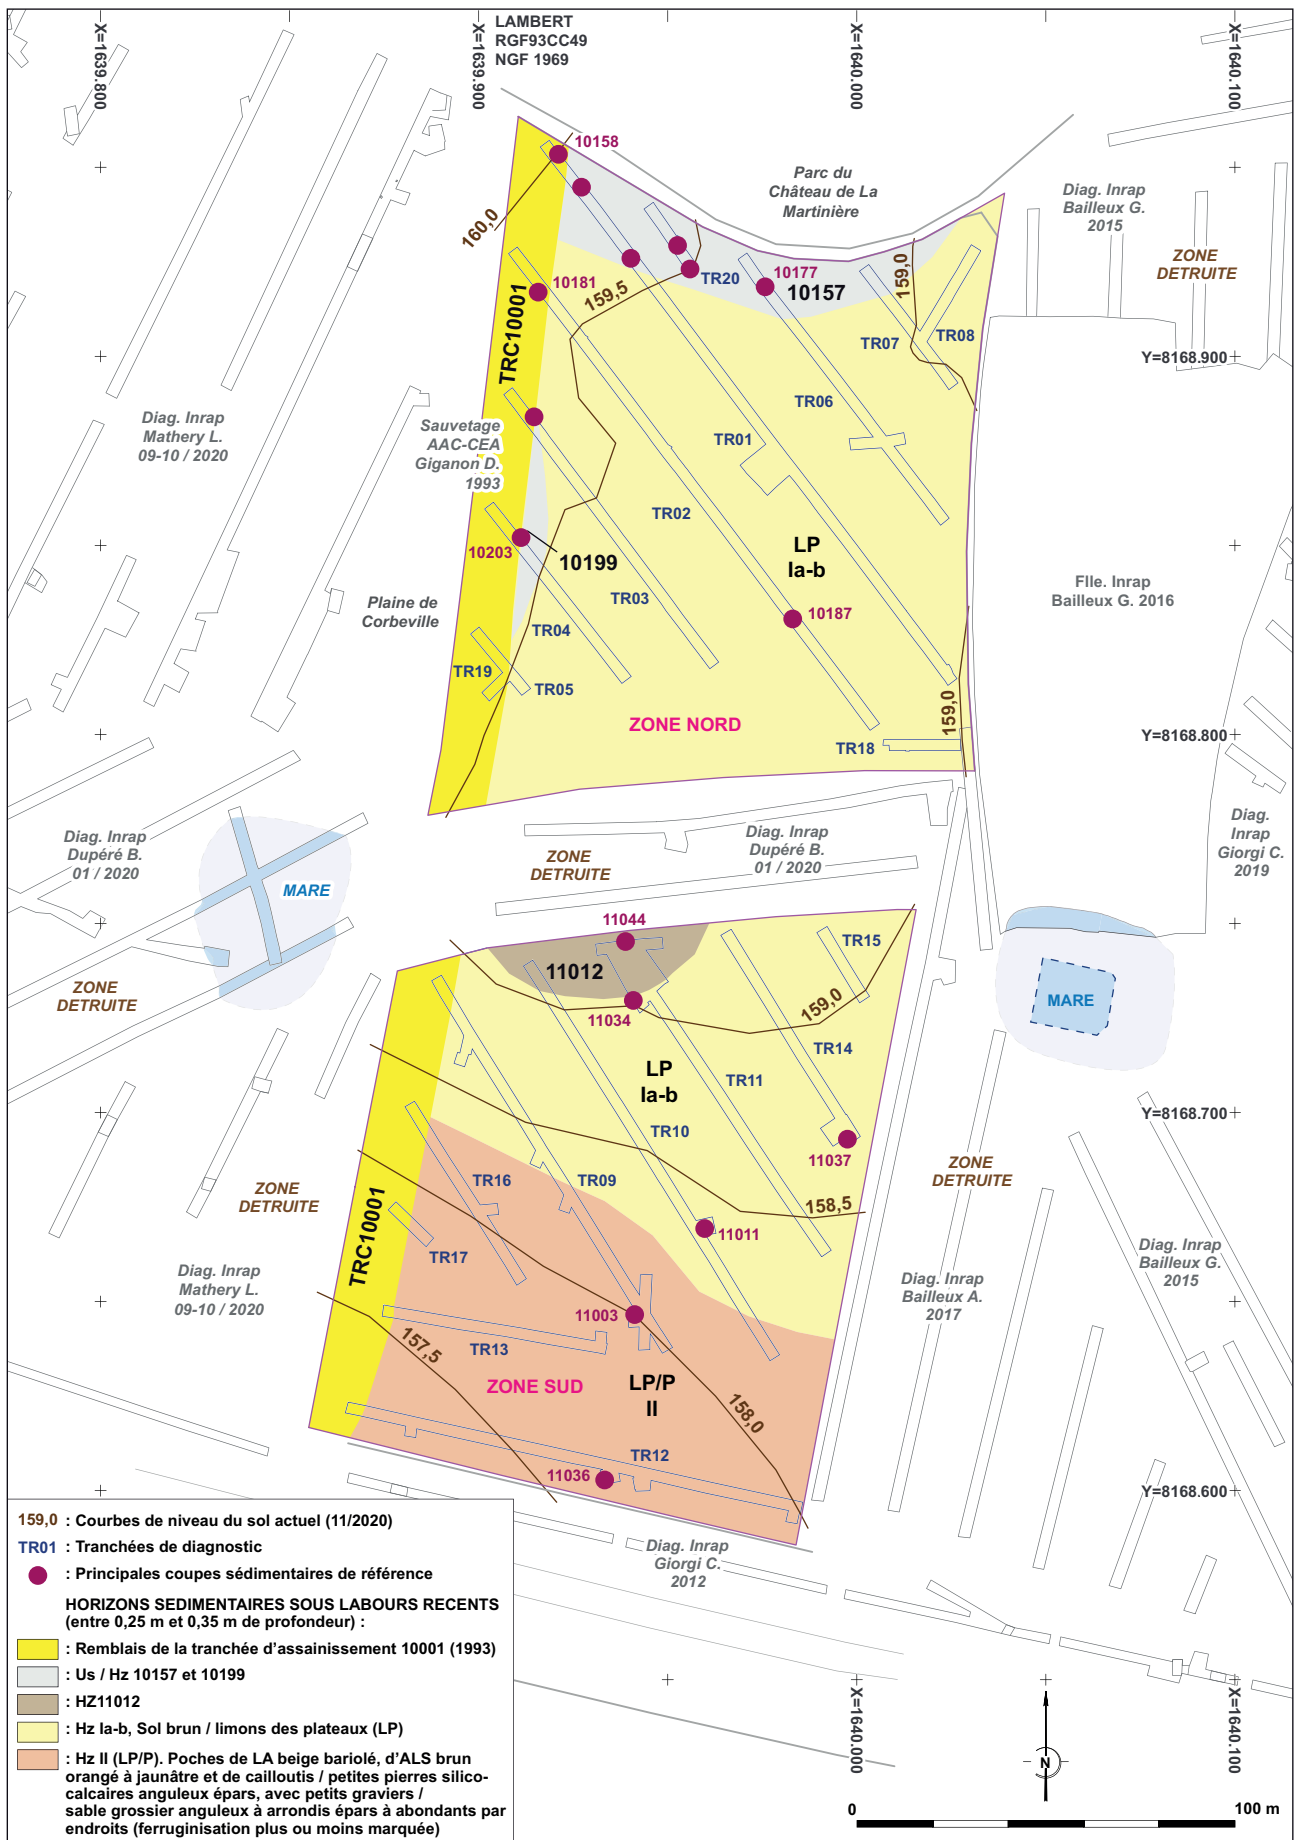 X=1639.800
X=1639.900
LAMBERT
RGF93CC49
NGF 1969
X=1640.000
X=1640.100
10158
Parc du
Château de La
Martinière
Diag. Inrap
Bailleux G.
2015
ZONE
DETRUITE
160,0
10181
159,5
TR20
10177
10157
159,0
TRC10001
TR07
TR08
Y=8168.900
Diag. Inrap
Mathery L.
09-10 / 2020
Sauvetage
AAC-CEA
Giganon D.
1993
TR06
TR01
TR02
10203
10199
LP
Ia-b
Plaine de
Corbeville
TR03
TR04
10187
Flle. Inrap
Bailleux G. 2016
TR19
TR05
ZONE NORD
159,0
TR18
Y=8168.800
Diag. Inrap
Dupéré B.
01 / 2020
MARE
ZONE
DETRUITE
Diag. Inrap
Dupéré B.
01 / 2020
Diag.
Inrap
Giorgi C.
2019
11044
11012
TR15
ZONE
DETRUITE
11034
159,0
MARE
TR14
LP
Ia-b
TR11
TR10
Y=8168.700
11037
ZONE
DETRUITE
TR16
TR09
ZONE
DETRUITE
158,5
TRC10001
TR17
11011
Diag. Inrap
Mathery L.
09-10 / 2020
Diag. Inrap
Bailleux A.
2017
Diag. Inrap
Bailleux G.
2015
11003
157,5
TR13
ZONE SUD
LP/P
II
158,0
TR12
11036
Y=8168.600
Diag. Inrap
Giorgi C.
2012
159,0 : Courbes de niveau du sol actuel (11/2020)
TR01 : Tranchées de diagnostic
: Principales coupes sédimentaires de référence
HORIZONS SEDIMENTAIRES SOUS LABOURS RECENTS
(entre 0,25 m et 0,35 m de profondeur) :
: Remblais de la tranchée d'assainissement 10001 (1993)
: Us / Hz 10157 et 10199
: HZ11012
: Hz Ia-b, Sol brun / limons des plateaux (LP)
: Hz II (LP/P). Poches de LA beige bariolé, d'ALS brun
orangé à jaunâtre et de cailloutis / petites pierres silico-
calcaires anguleux épars, avec petits graviers /
sable grossier anguleux à arrondis épars à abondants par
endroits (ferruginisation plus ou moins marquée)
X=1640.000
X=1640.100
N
0
100 m